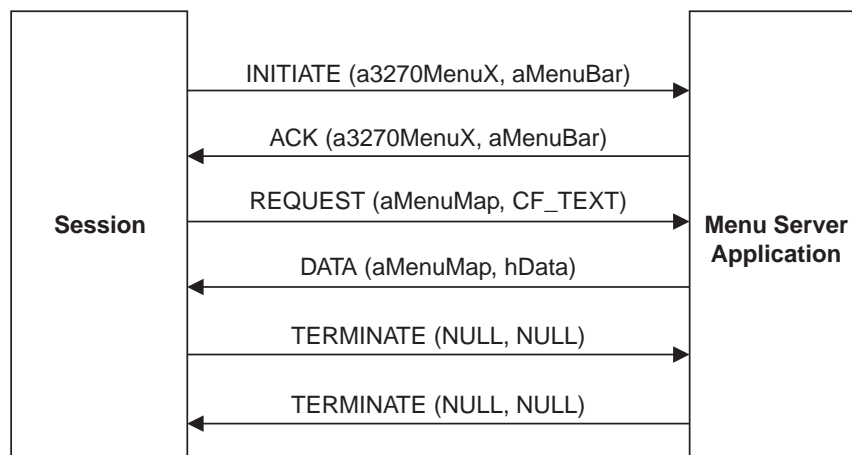 INITIATE (a3270MenuX, aMenuBar)
ACK (a3270MenuX, aMenuBar)
REQUEST (aMenuMap, CF_TEXT)
Session
Menu Server
Application
DATA (aMenuMap, hData)
TERMINATE (NULL, NULL)
TERMINATE (NULL, NULL)